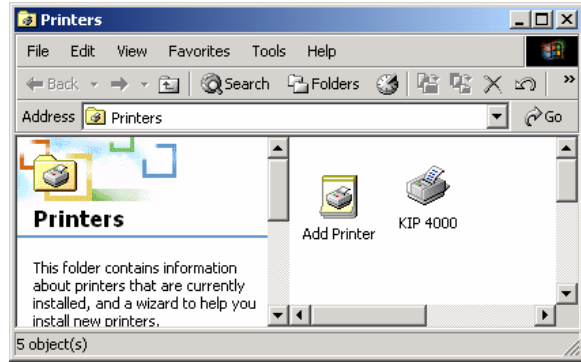 Printers
File Edit View Favorites Tools Help
Back Search Folders »
Address Printers Go
Printers
This folder contains information
about printers that are currently
installed, and a wizard to help you
install new printers.
Add Printer
KIP 4000
5 object(s)